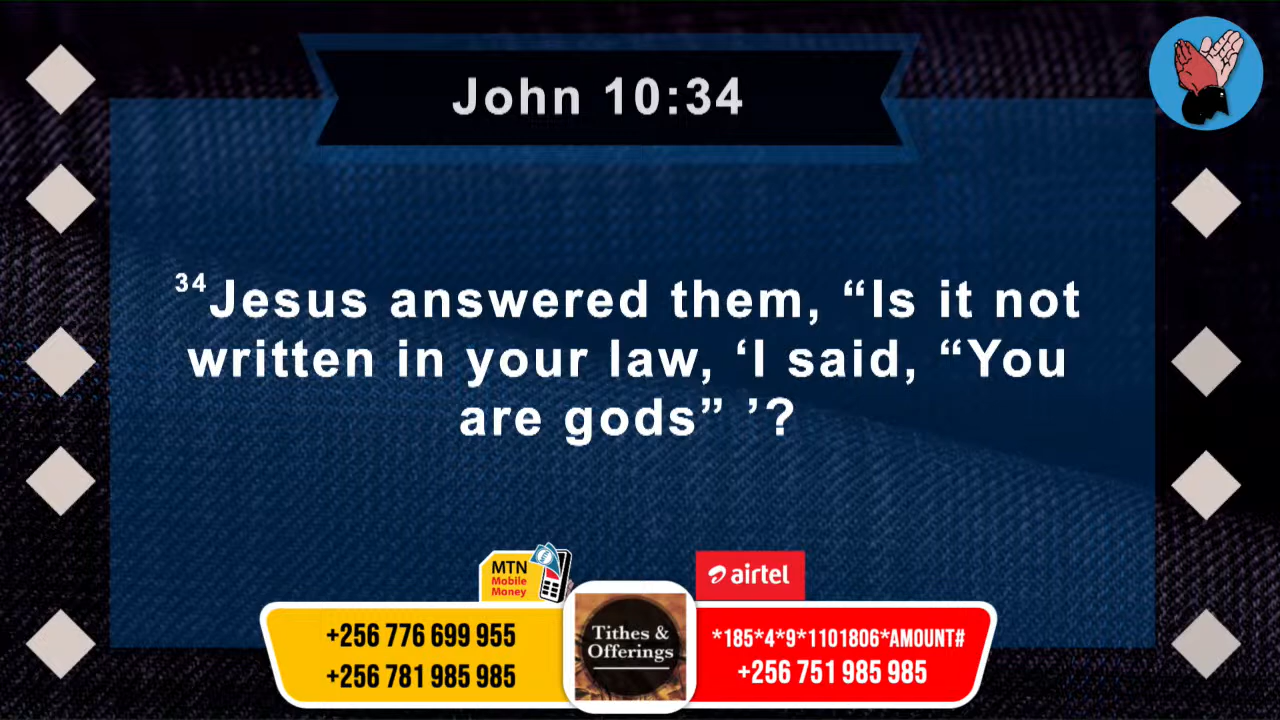 John 10:34
³⁴Jesus answered them, “Is it not
written in your law, ‘I said, “You
are gods” ’?
MTN
Mobile
Money
airtel
+256 776 699 955
+256 781 985 985
Tithes &
Offerings
*185*4*9*1101806*AMOUNT#
+256 751 985 985